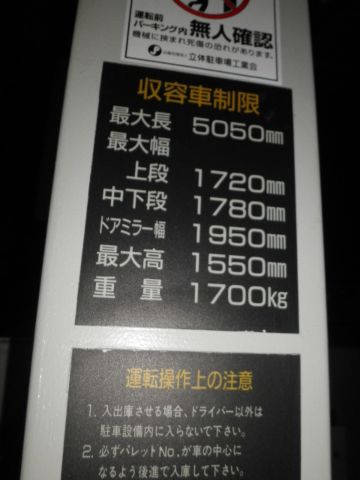 運転前
パーキング内
無人確認
機械に挟まれ死傷の恐れがあります。
立体駐車場工業会
収容車制限
最大長 5050mm
最大幅
上段 1720mm
中下段 1780mm
ドアミラー幅 1950mm
最大高 1550mm
重量 1700kg
運転操作上の注意
1. 入出庫させる場合、ドライバー以外は
駐車設備内に入らないで下さい。
2. 必ずパレットNo.が車の中心に
なるよう後進で入庫して下さい。